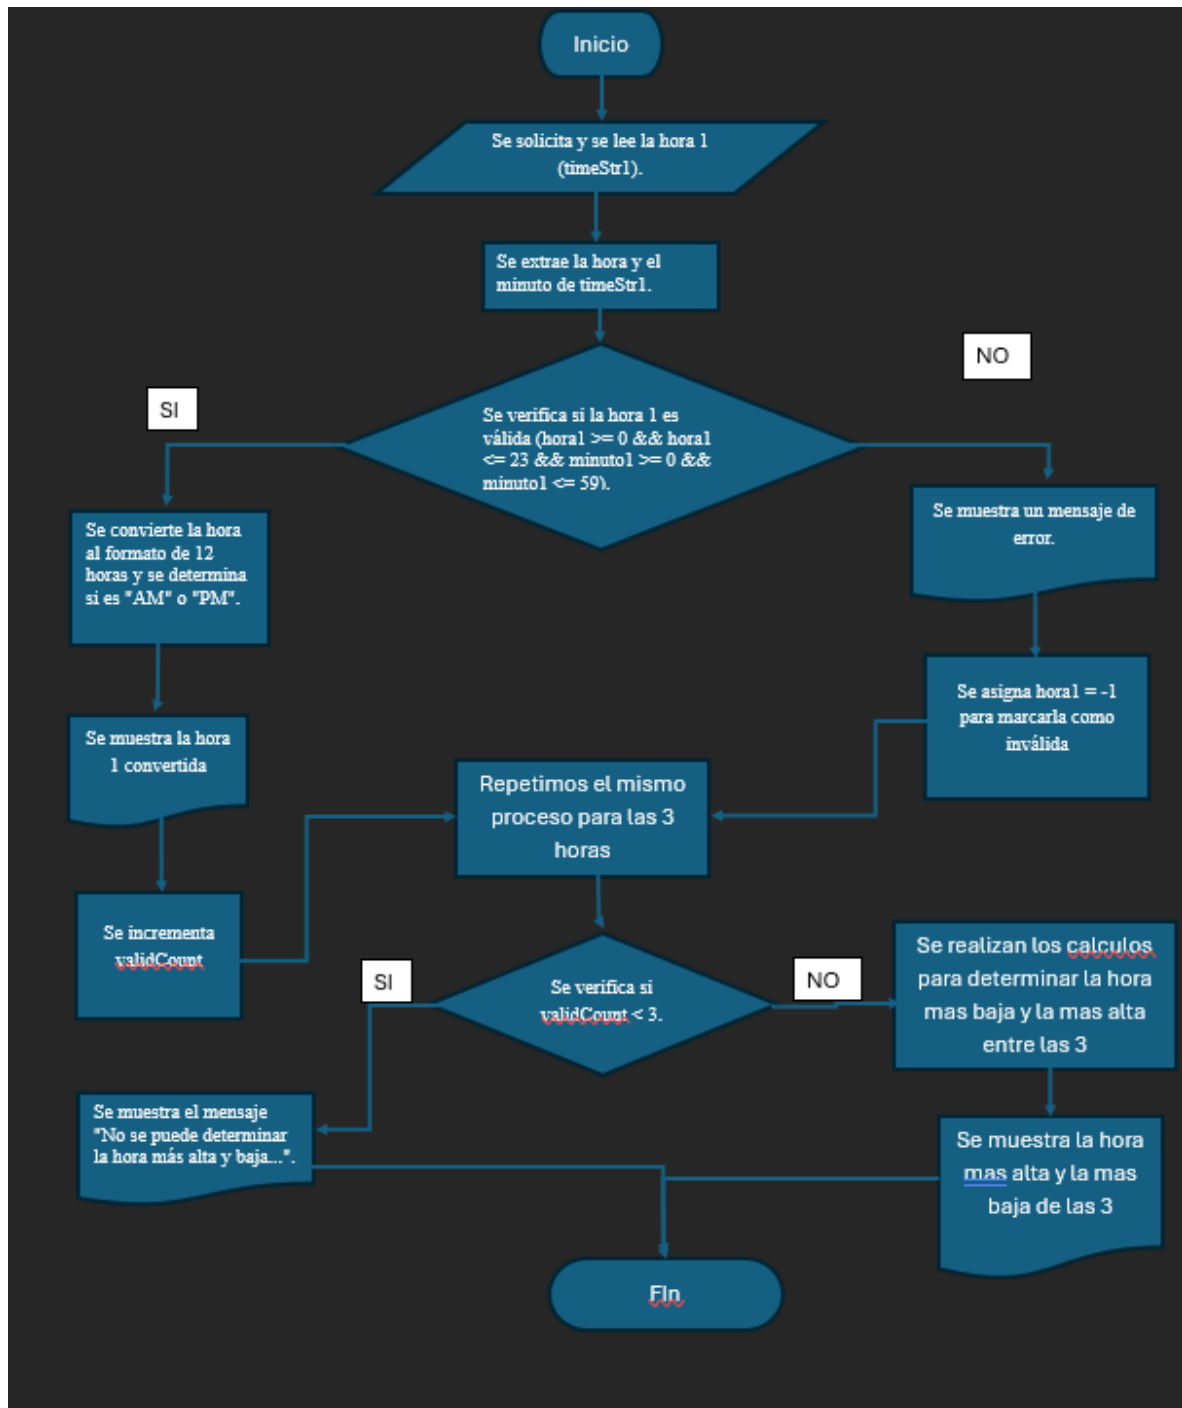 Inicio
Se solicita y se lee la hora 1
(timeStr1).
Se extrae la hora y el
minuto de timeStr1.
NO
SI
Se verifica si la hora 1 es
válida (hora1 >= 0 && hora1
<= 23 && minuto1 >= 0 &&
minuto1 <= 59).
Se convierte la hora
al formato de 12
horas y se determina
si es "AM" o "PM".
Se muestra un mensaje de
error.
Se asigna hora1 = -1
para marcarla como
inválida
Se muestra la hora
1 convertida
Repetimos el mismo
proceso para las 3
horas
Se incrementa
validCount
SI
Se verifica si
validCount < 3.
NO
Se realizan los calculos
para determinar la hora
mas baja y la mas alta
entre las 3
Se muestra el mensaje
"No se puede determinar
la hora más alta y baja...".
Se muestra la hora
mas alta y la mas
baja de las 3
FIn